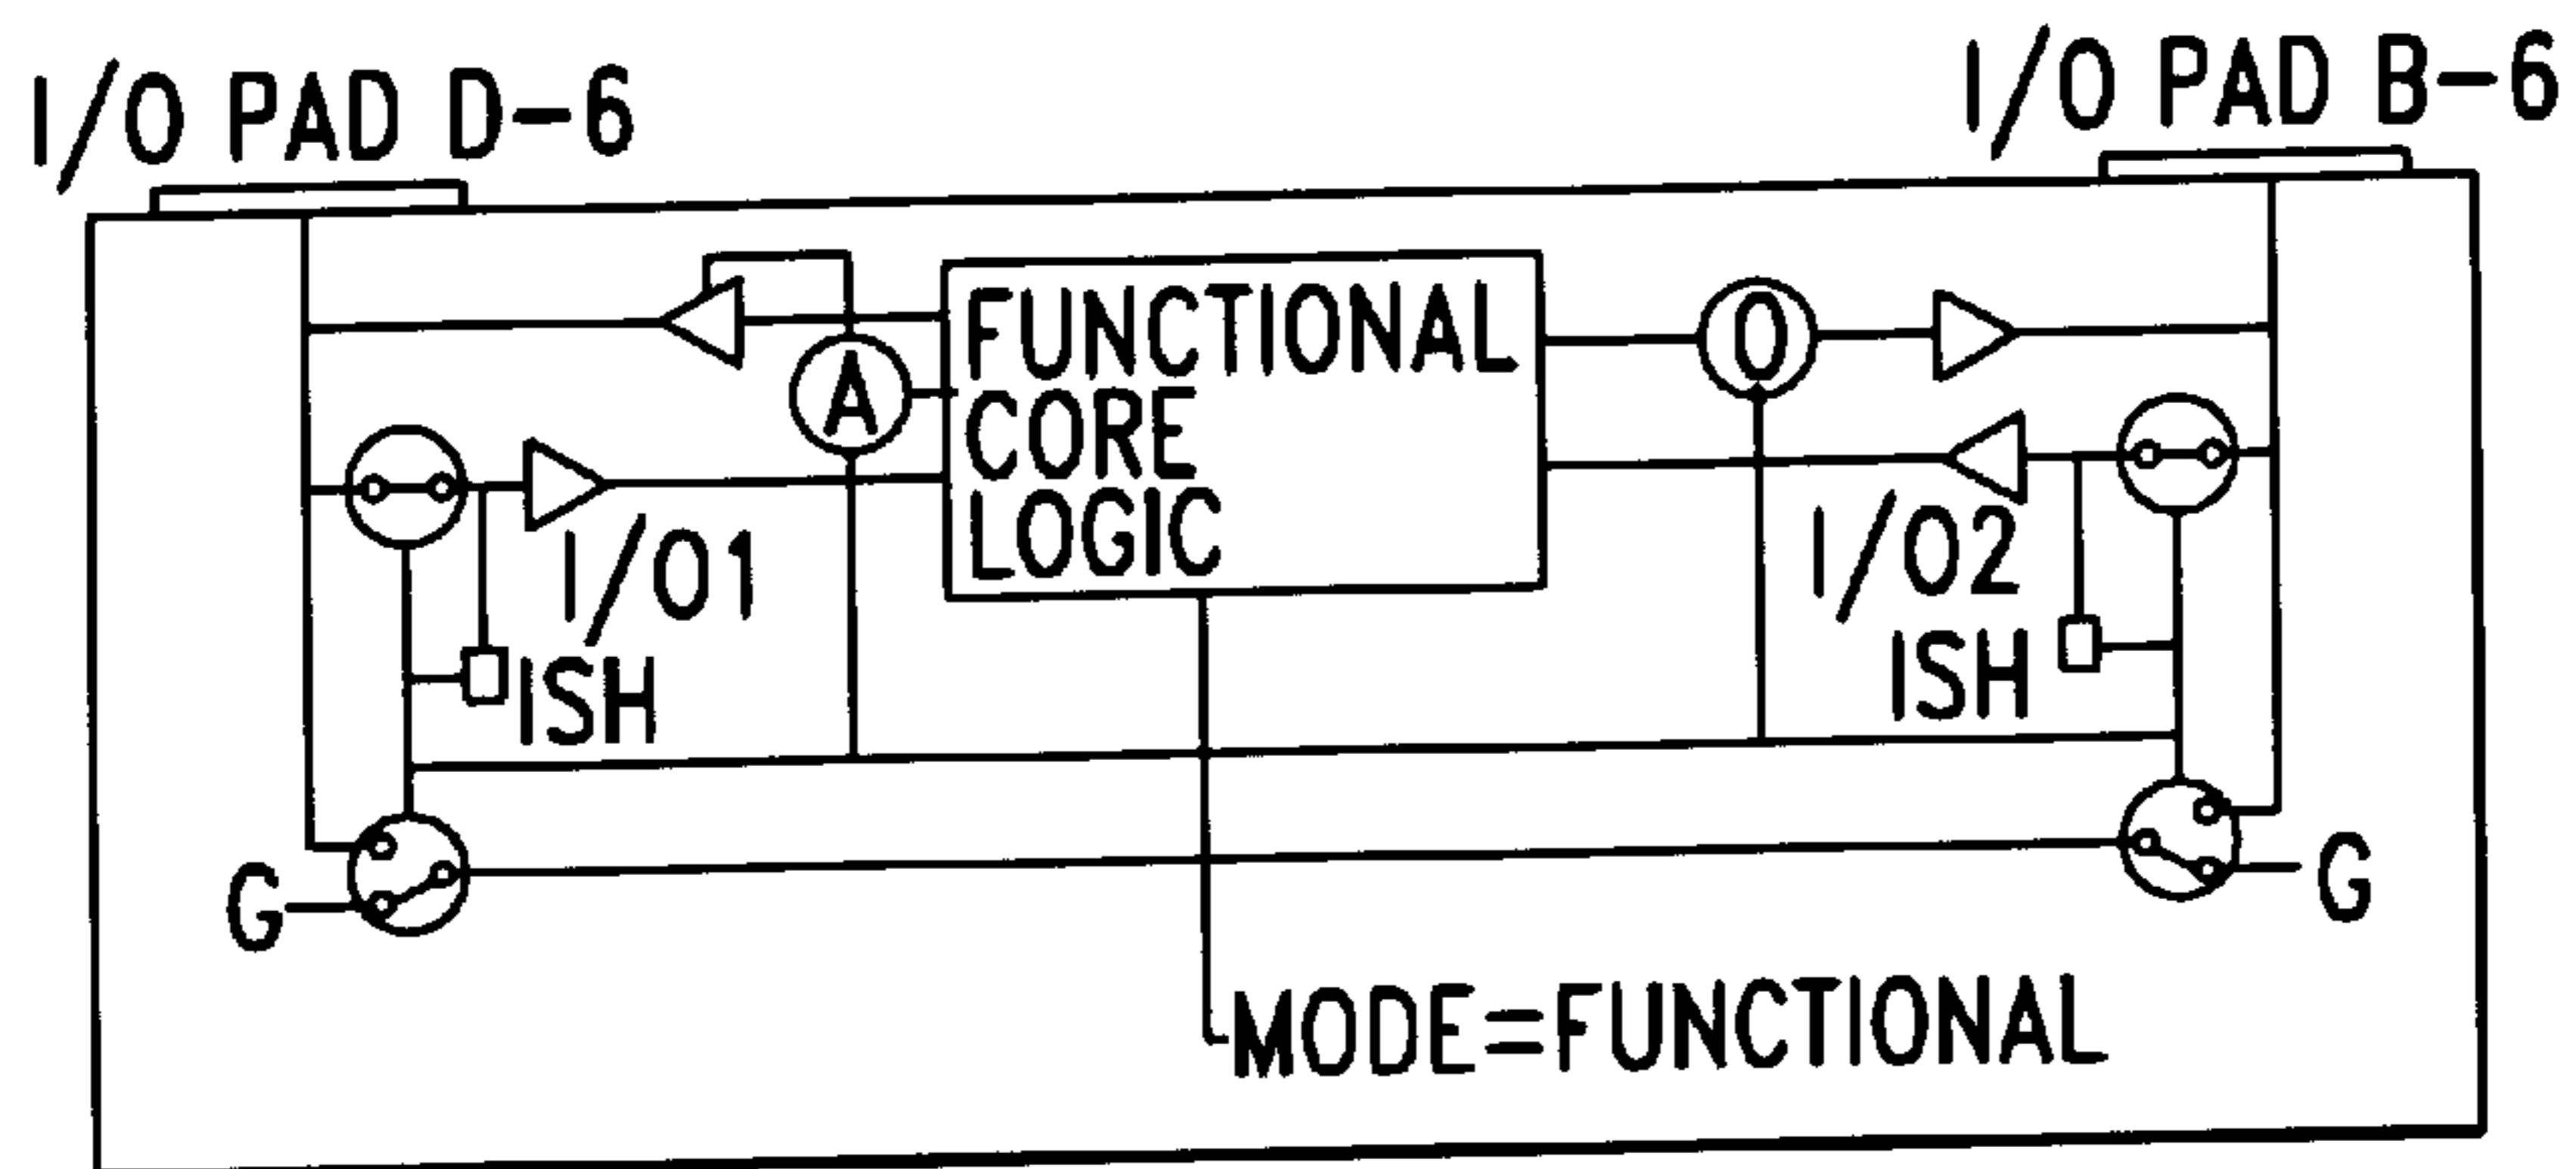 I/O PAD D-6
I/O PAD B-6
FUNCTIONAL
CORE
LOGIC
A
O
I/O1
I/O2
ISH
ISH
G
G
MODE=FUNCTIONAL